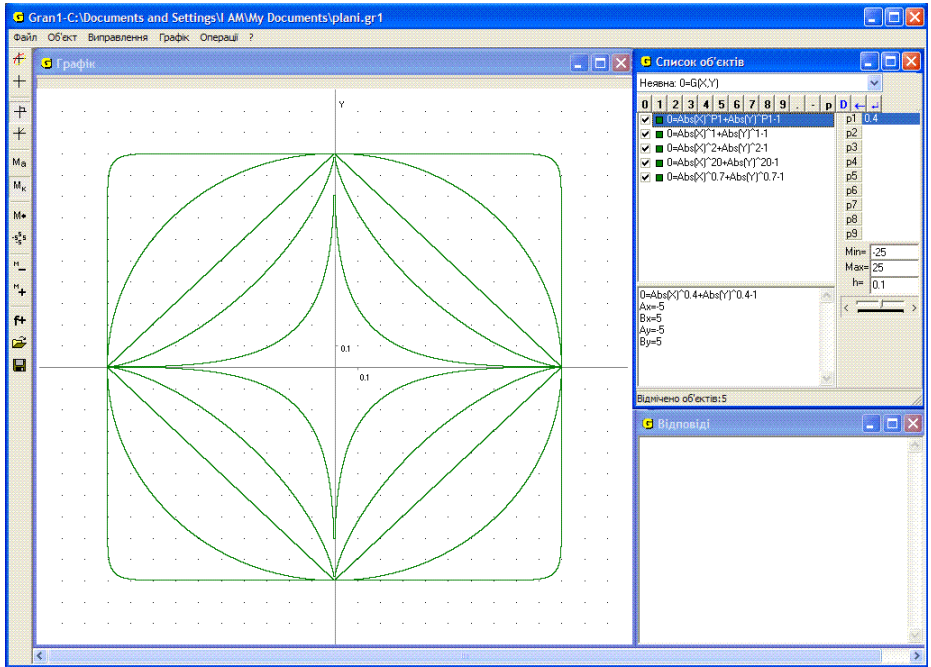 Gran1-C:\Documents and Settings\I AM\My Documents\plani.gr1
Файл Об'єкт Виправлення Графік Операції ?
Графік
Y
0.1
0.1
Список об'єктів
Неявна: 0=G(X,Y)
0 1 2 3 4 5 6 7 8 9 . - p D ← ↲
0=Abs(X)^P1+Abs(Y)^P1-1
0=Abs(X)^1+Abs(Y)^1-1
0=Abs(X)^2+Abs(Y)^2-1
0=Abs(X)^20+Abs(Y)^20-1
0=Abs(X)^0.7+Abs(Y)^0.7-1
p1 0.4
p2
p3
p4
p5
p6
p7
p8
p9
Min= -25
Max= 25
h= 0.1
0=Abs(X)^0.4+Abs(Y)^0.4-1
Ax=-5
Bx=5
Ay=-5
By=5
Відмічено об'єктів:5
Відповіді
Mа
Mк
M
M
M
f+